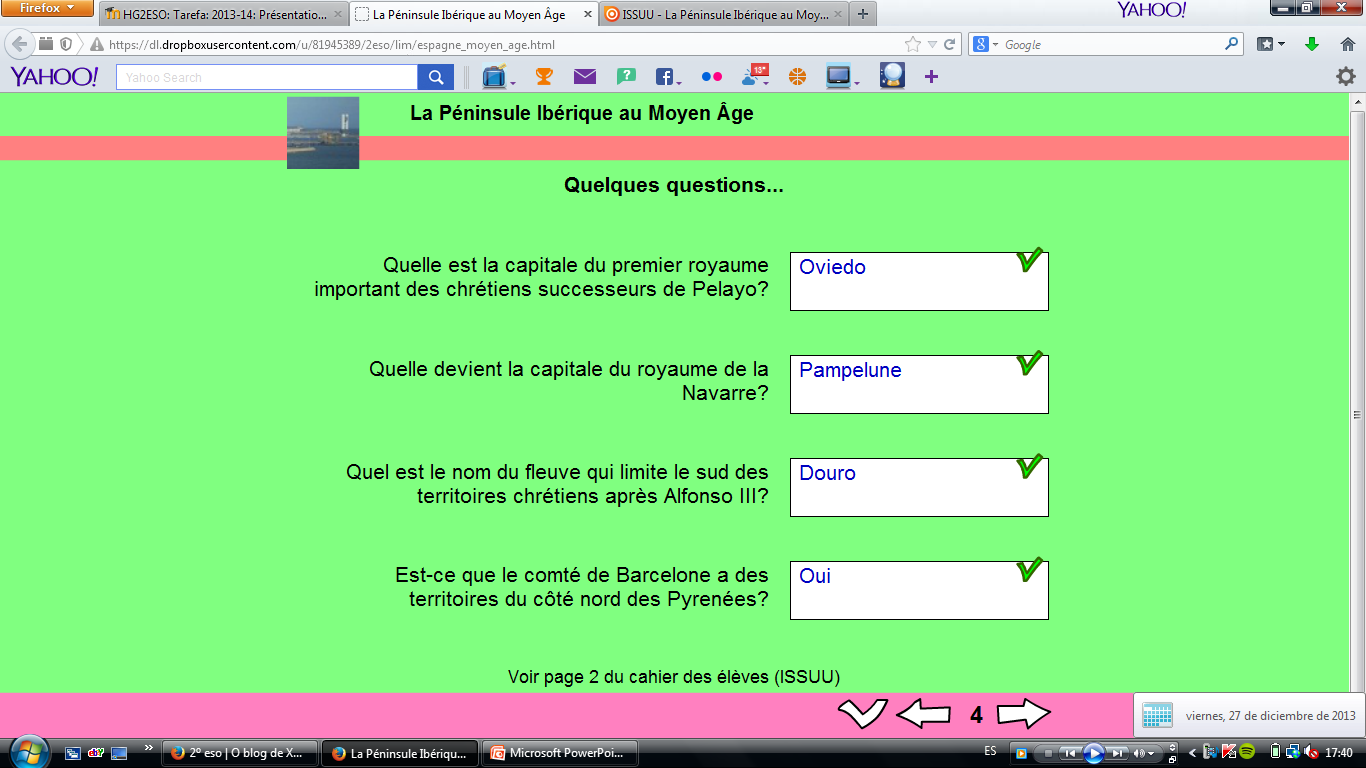 Firefox
HG2ESO: Tarefa: 2013-14: Présentatio...
La Péninsule Ibérique au Moyen Âge
ISSUU - La Péninsule Ibérique au Moy...
YAHOO!
https://dl.dropboxusercontent.com/u/81945389/2eso/lim/espagne_moyen_age.html
Google
YAHOO!
Yahoo Search
13°
La Péninsule Ibérique au Moyen Âge
Quelques questions...
Quelle est la capitale du premier royaume
important des chrétiens successeurs de Pelayo?
Oviedo
Quelle devient la capitale du royaume de la
Navarre?
Pampelune
Quel est le nom du fleuve qui limite le sud des
territoires chrétiens après Alfonso III?
Douro
Est-ce que le comté de Barcelone a des
territoires du côté nord des Pyrenées?
Oui
Voir page 2 du cahier des élèves (ISSUU)
4
viernes, 27 de diciembre de 2013
2º eso | O blog de X...
La Péninsule Ibériqu...
Microsoft PowerPoi...
ES
17:40